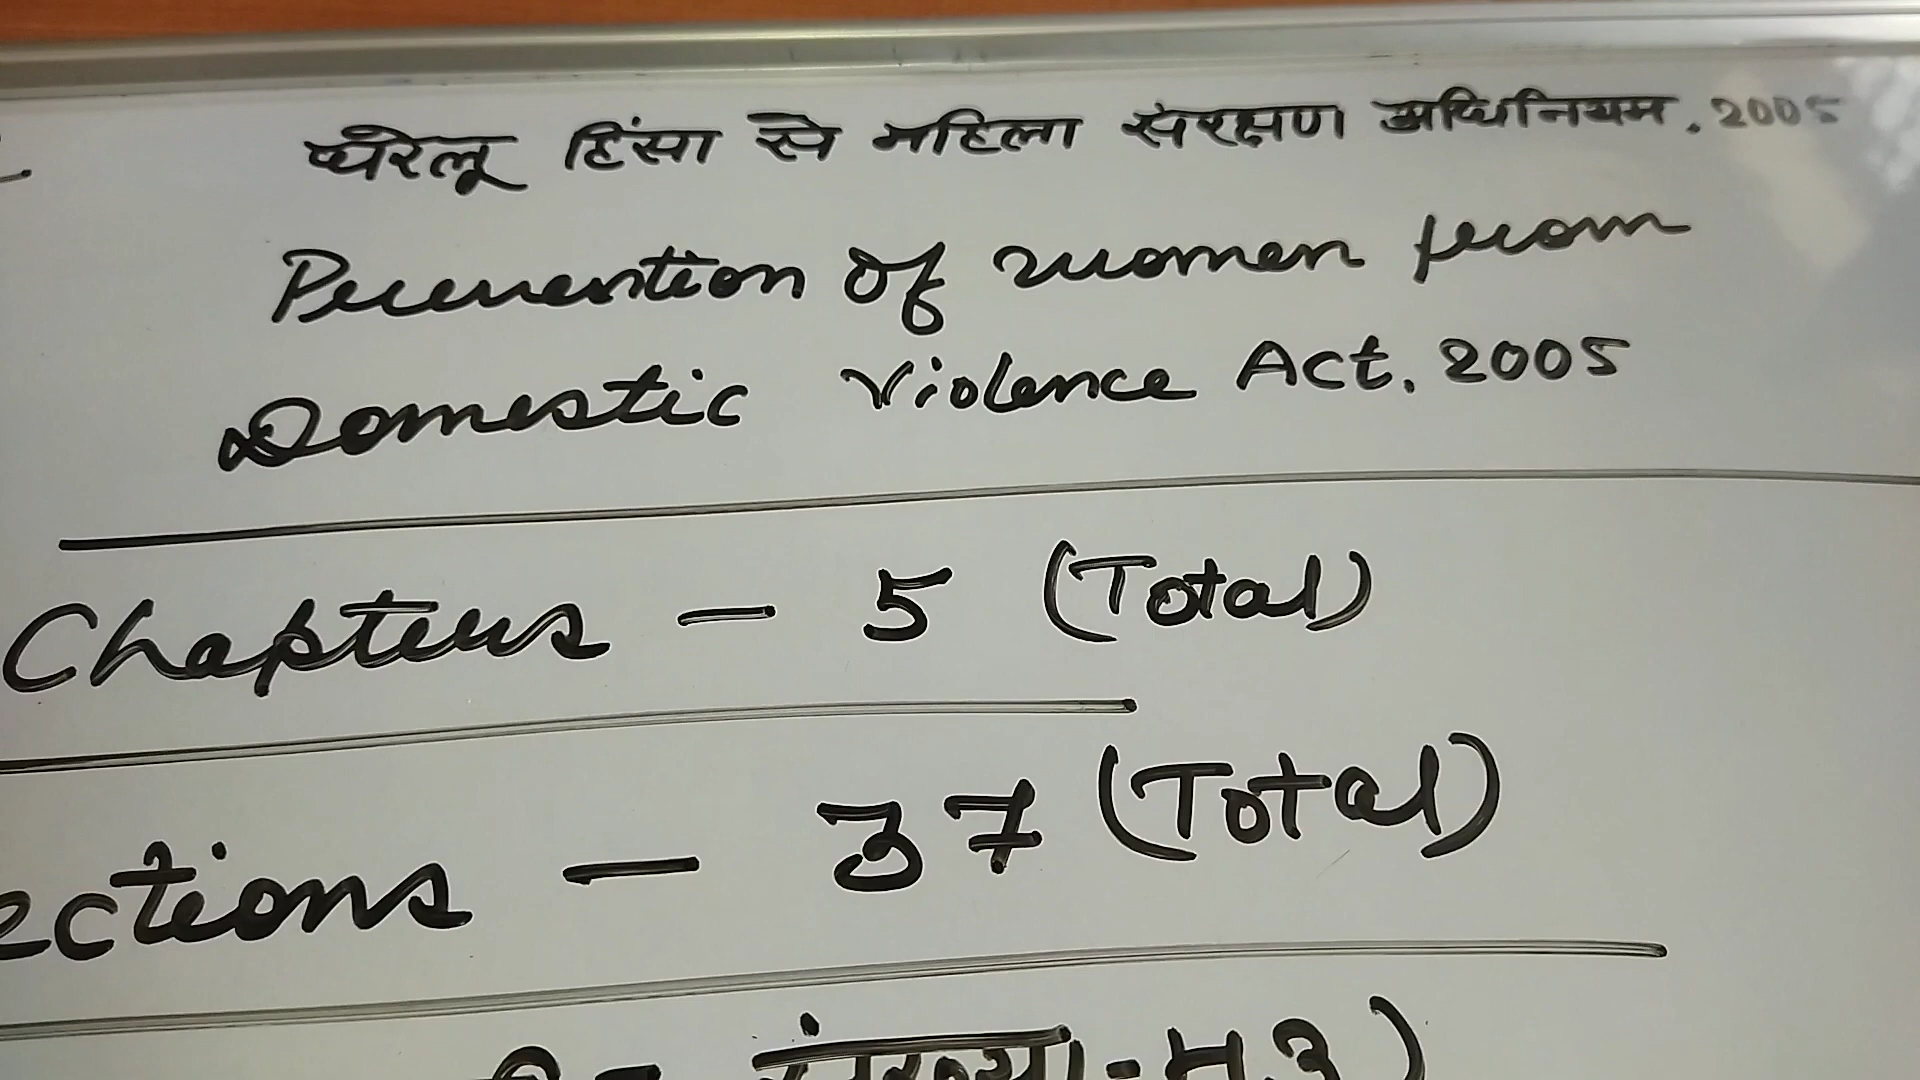 घरेलू हिंसा से महिला संरक्षण अधिनियम, 2005
Prevention Of women from
Domestic Violence Act, 2005
Chapters - 5 (Total)
ections - 37 (Total)
संख्या - 43)